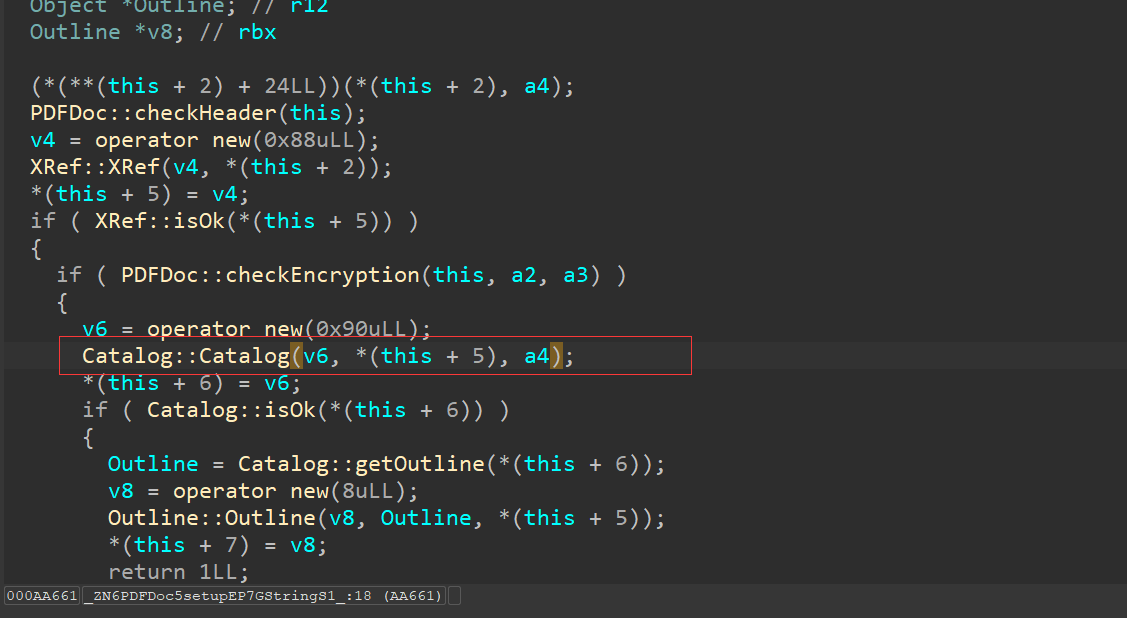 Object *Outline; // r12
Outline *v8; // rbx
(*(**(this + 2) + 24LL))(*(this + 2), a4);
PDFDoc::checkHeader(this);
v4 = operator new(0x88uLL);
XRef::XRef(v4, *(this + 2));
*(this + 5) = v4;
if ( XRef::isOk(*(this + 5)) )
{
if ( PDFDoc::checkEncryption(this, a2, a3) )
{
v6 = operator new(0x90uLL);
Catalog::Catalog(v6, *(this + 5), a4);
*(this + 6) = v6;
if ( Catalog::isOk(*(this + 6)) )
{
Outline = Catalog::getOutline(*(this + 6));
v8 = operator new(8uLL);
Outline::Outline(v8, Outline, *(this + 5));
*(this + 7) = v8;
return 1LL;
000AA661 _ZN6PDFDoc5setupEP7GStringS1_:18 (AA661)